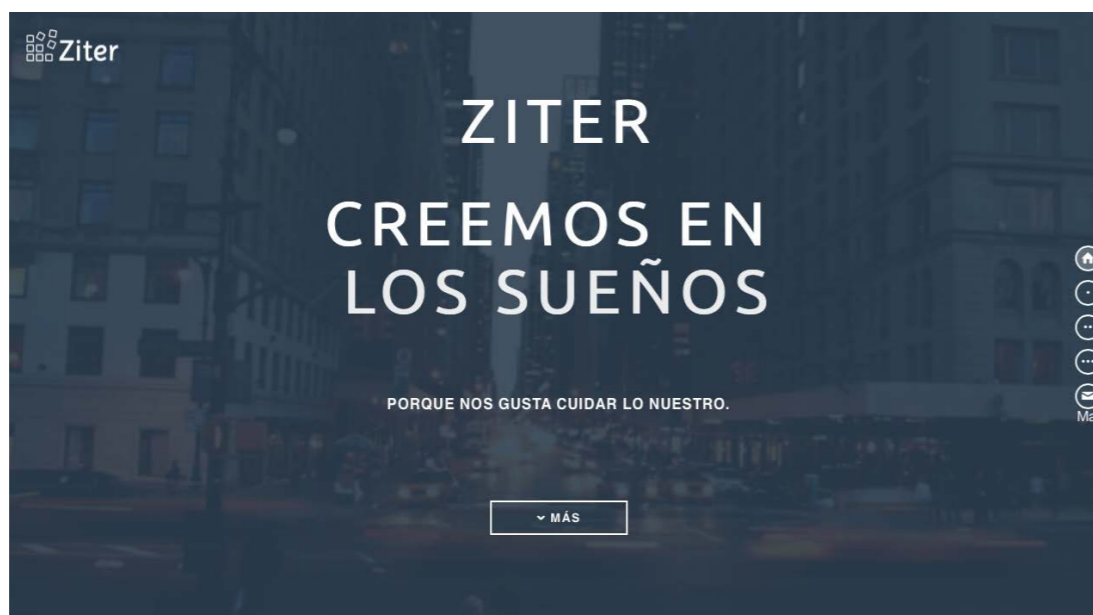 Ziter
ZITER
CREEMOS EN
LOS SUEÑOS
PORQUE NOS GUSTA CUIDAR LO NUESTRO.
MÁS